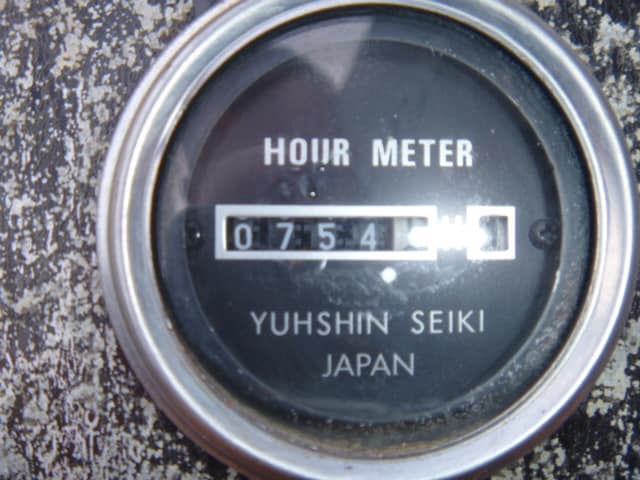 HOUR METER
0754
YUHSHIN SEIKI
JAPAN